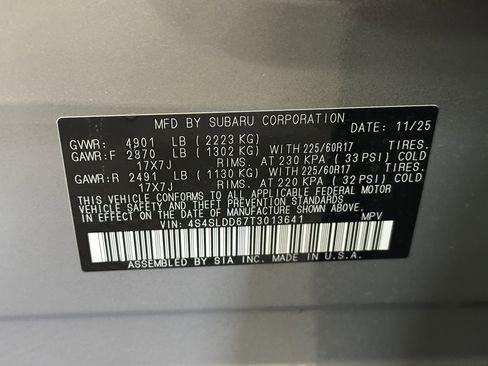 MFD BY SUBARU CORPORATION DATE: 11/25
GVWR: 4901 LB (2223 KG)
GAWR:F 2870 LB (1302 KG) WITH 225/60R17 TIRES.
17X7J RIMS. AT 230 KPA (33 PSI) COLD
GAWR:R 2491 LB (1130 KG) WITH 225/60R17 TIRES.
17X7J RIMS. AT 220 KPA (32 PSI) COLD
THIS VEHICLE CONFORMS TO ALL APPLICABLE FEDERAL MOTOR
VEHICLE SAFETY AND THEFT PREVENTION STANDARDS
IN EFFECT ON THE DATE OF MANUFACTURE SHOWN ABOVE.
VIN: 4S4SLDD67T3013641 MPV
ASSEMBLED BY SIA INC. MADE IN U.S.A.